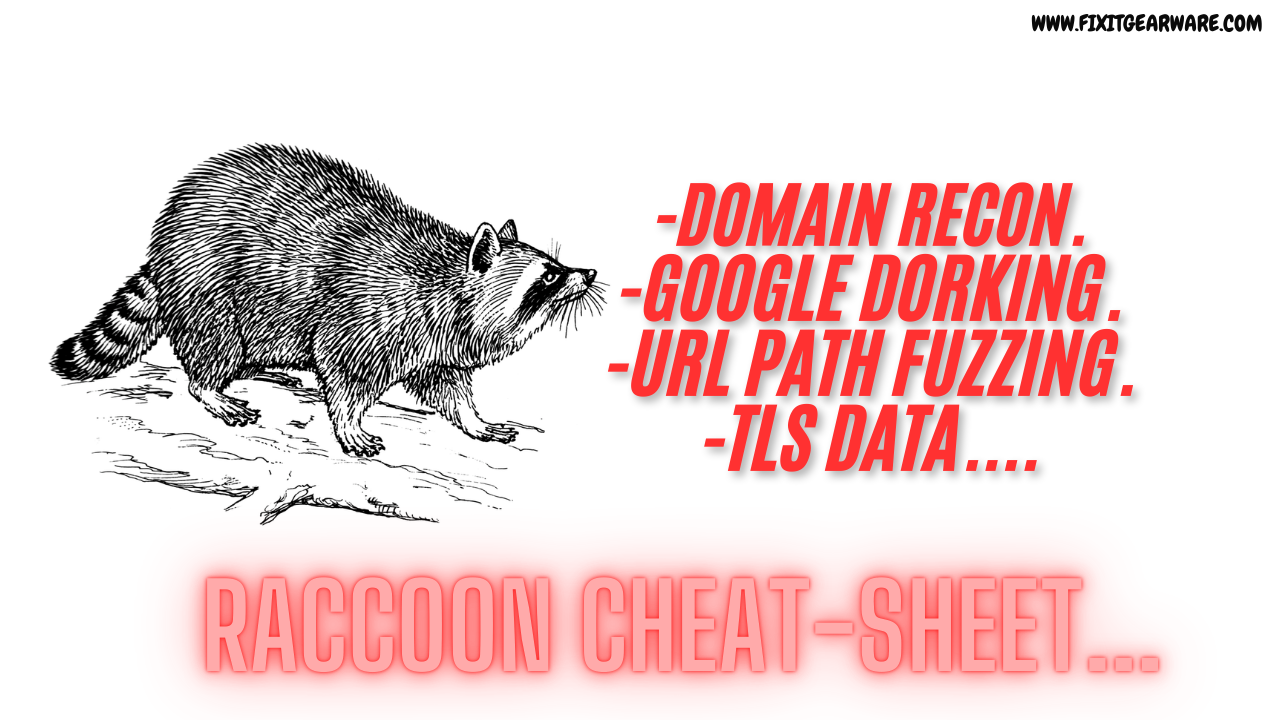 WWW.FIXITGEARWARE.COM
-DOMAIN RECON.
-GOOGLE DORKING.
-URL PATH FUZZING.
-TLS DATA....
RACCOON CHEAT-SHEET...